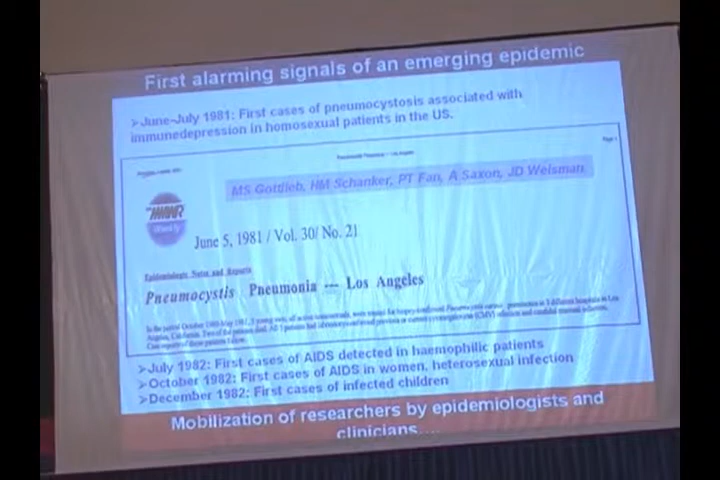 First alarming signals of an emerging epidemic
➢June-July 1981: First cases of pneumocystosis associated with
immunedepression in homosexual patients in the US.
MS Gottlieb, HM Schanker, PT Fan, A Saxon, JD Weisman
MMWR
Weekly
June 5, 1981 / Vol. 30/ No. 21
Epidemiologic Notes and Reports
Pneumocystis Pneumonia --- Los Angeles
➢July 1982: First cases of AIDS detected in haemophilic patients
➢October 1982: First cases of AIDS in women, heterosexual infection
➢December 1982: First cases of infected children
Mobilization of researchers by epidemiologists and
clinicians....